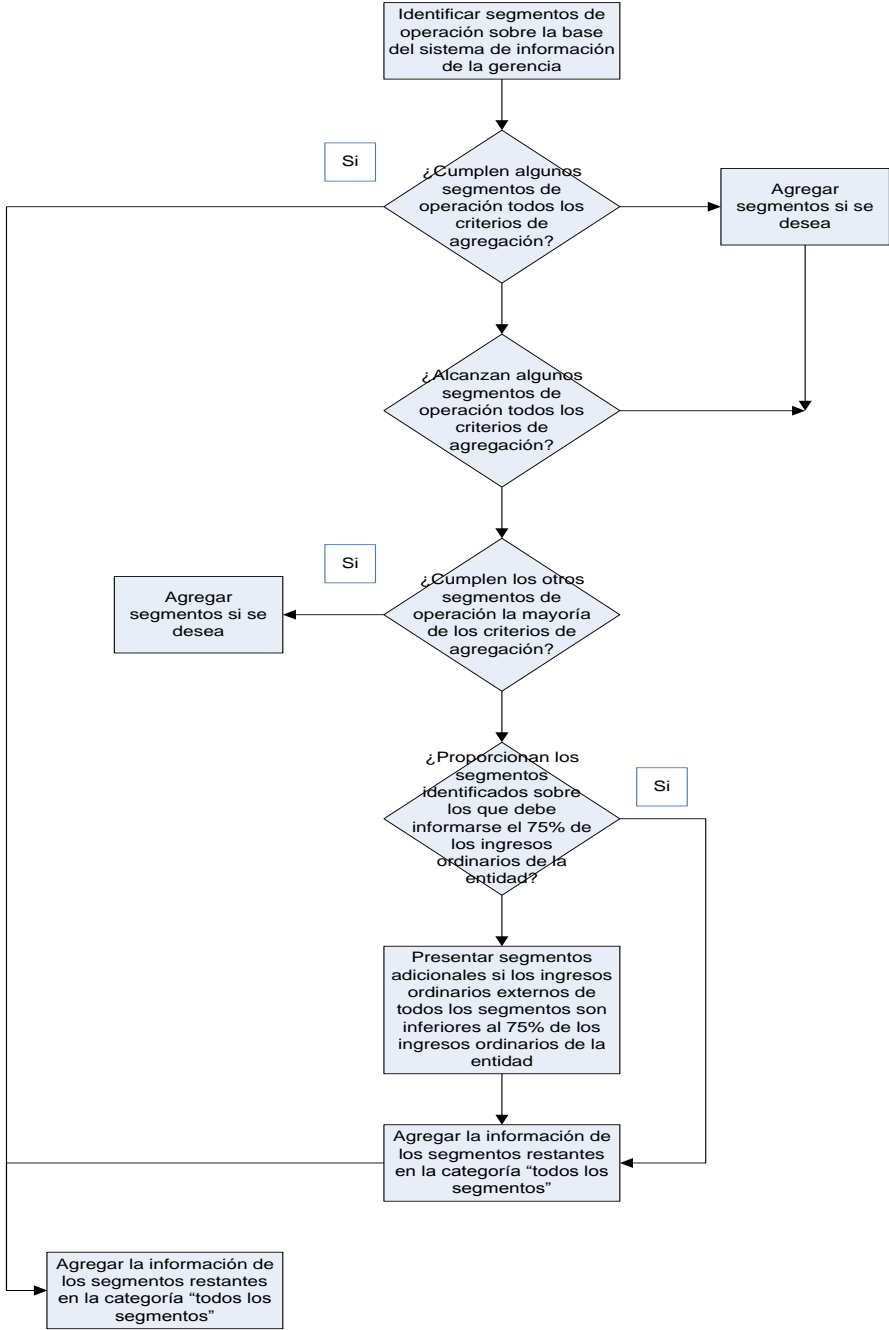 Identificar segmentos de
operación sobre la base
del sistema de información
de la gerencia
Si
¿Cumplen algunos
segmentos de
operación todos los
criterios de
agregación?
Agregar
segmentos si se
desea
¿Alcanzan algunos
segmentos de
operación todos los
criterios de
agregación?
Si
¿Cumplen los otros
segmentos de
operación la mayoría
de los criterios de
agregación?
Agregar
segmentos si se
desea
¿Proporcionan los
segmentos
identificados sobre
los que debe
informarse el 75% de
los ingresos
ordinarios de la
entidad?
Si
Presentar segmentos
adicionales si los ingresos
ordinarios externos de
todos los segmentos son
inferiores al 75% de los
ingresos ordinarios de la
entidad
Agregar la información de
los segmentos restantes
en la categoría “todos los
segmentos”
Agregar la información de
los segmentos restantes
en la categoría “todos los
segmentos”